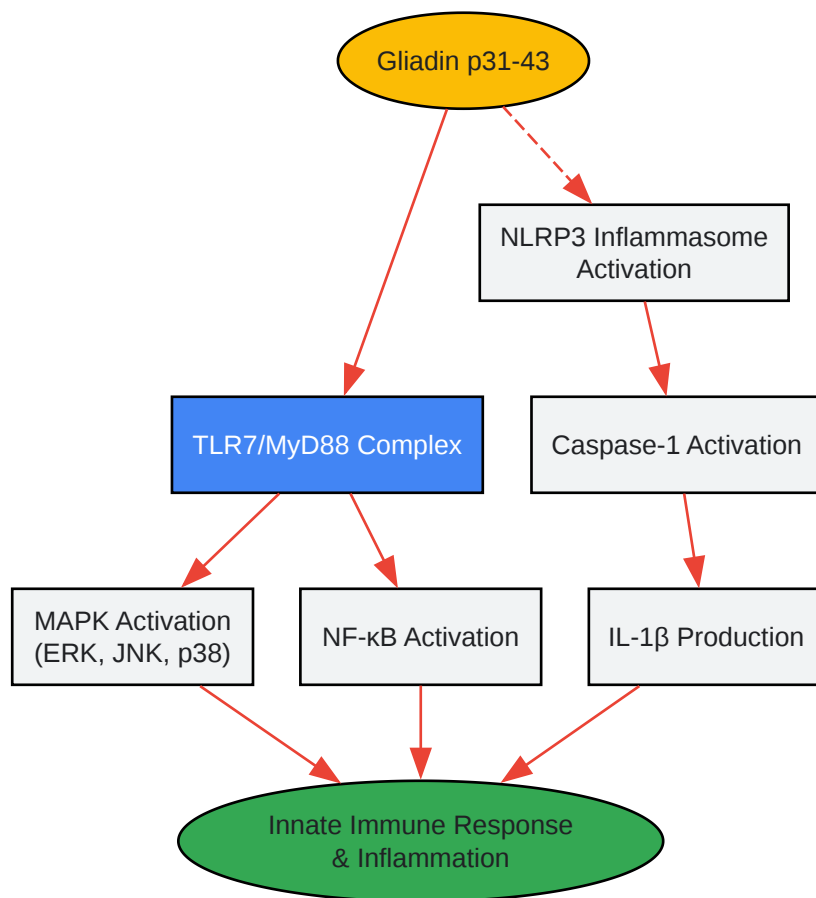 Gliadin p31-43
NLRP3 Inflammasome
Activation
TLR7/MyD88 Complex
Caspase-1 Activation
MAPK Activation
(ERK, JNK, p38)
NF-κB Activation
IL-1β Production
Innate Immune Response
& Inflammation